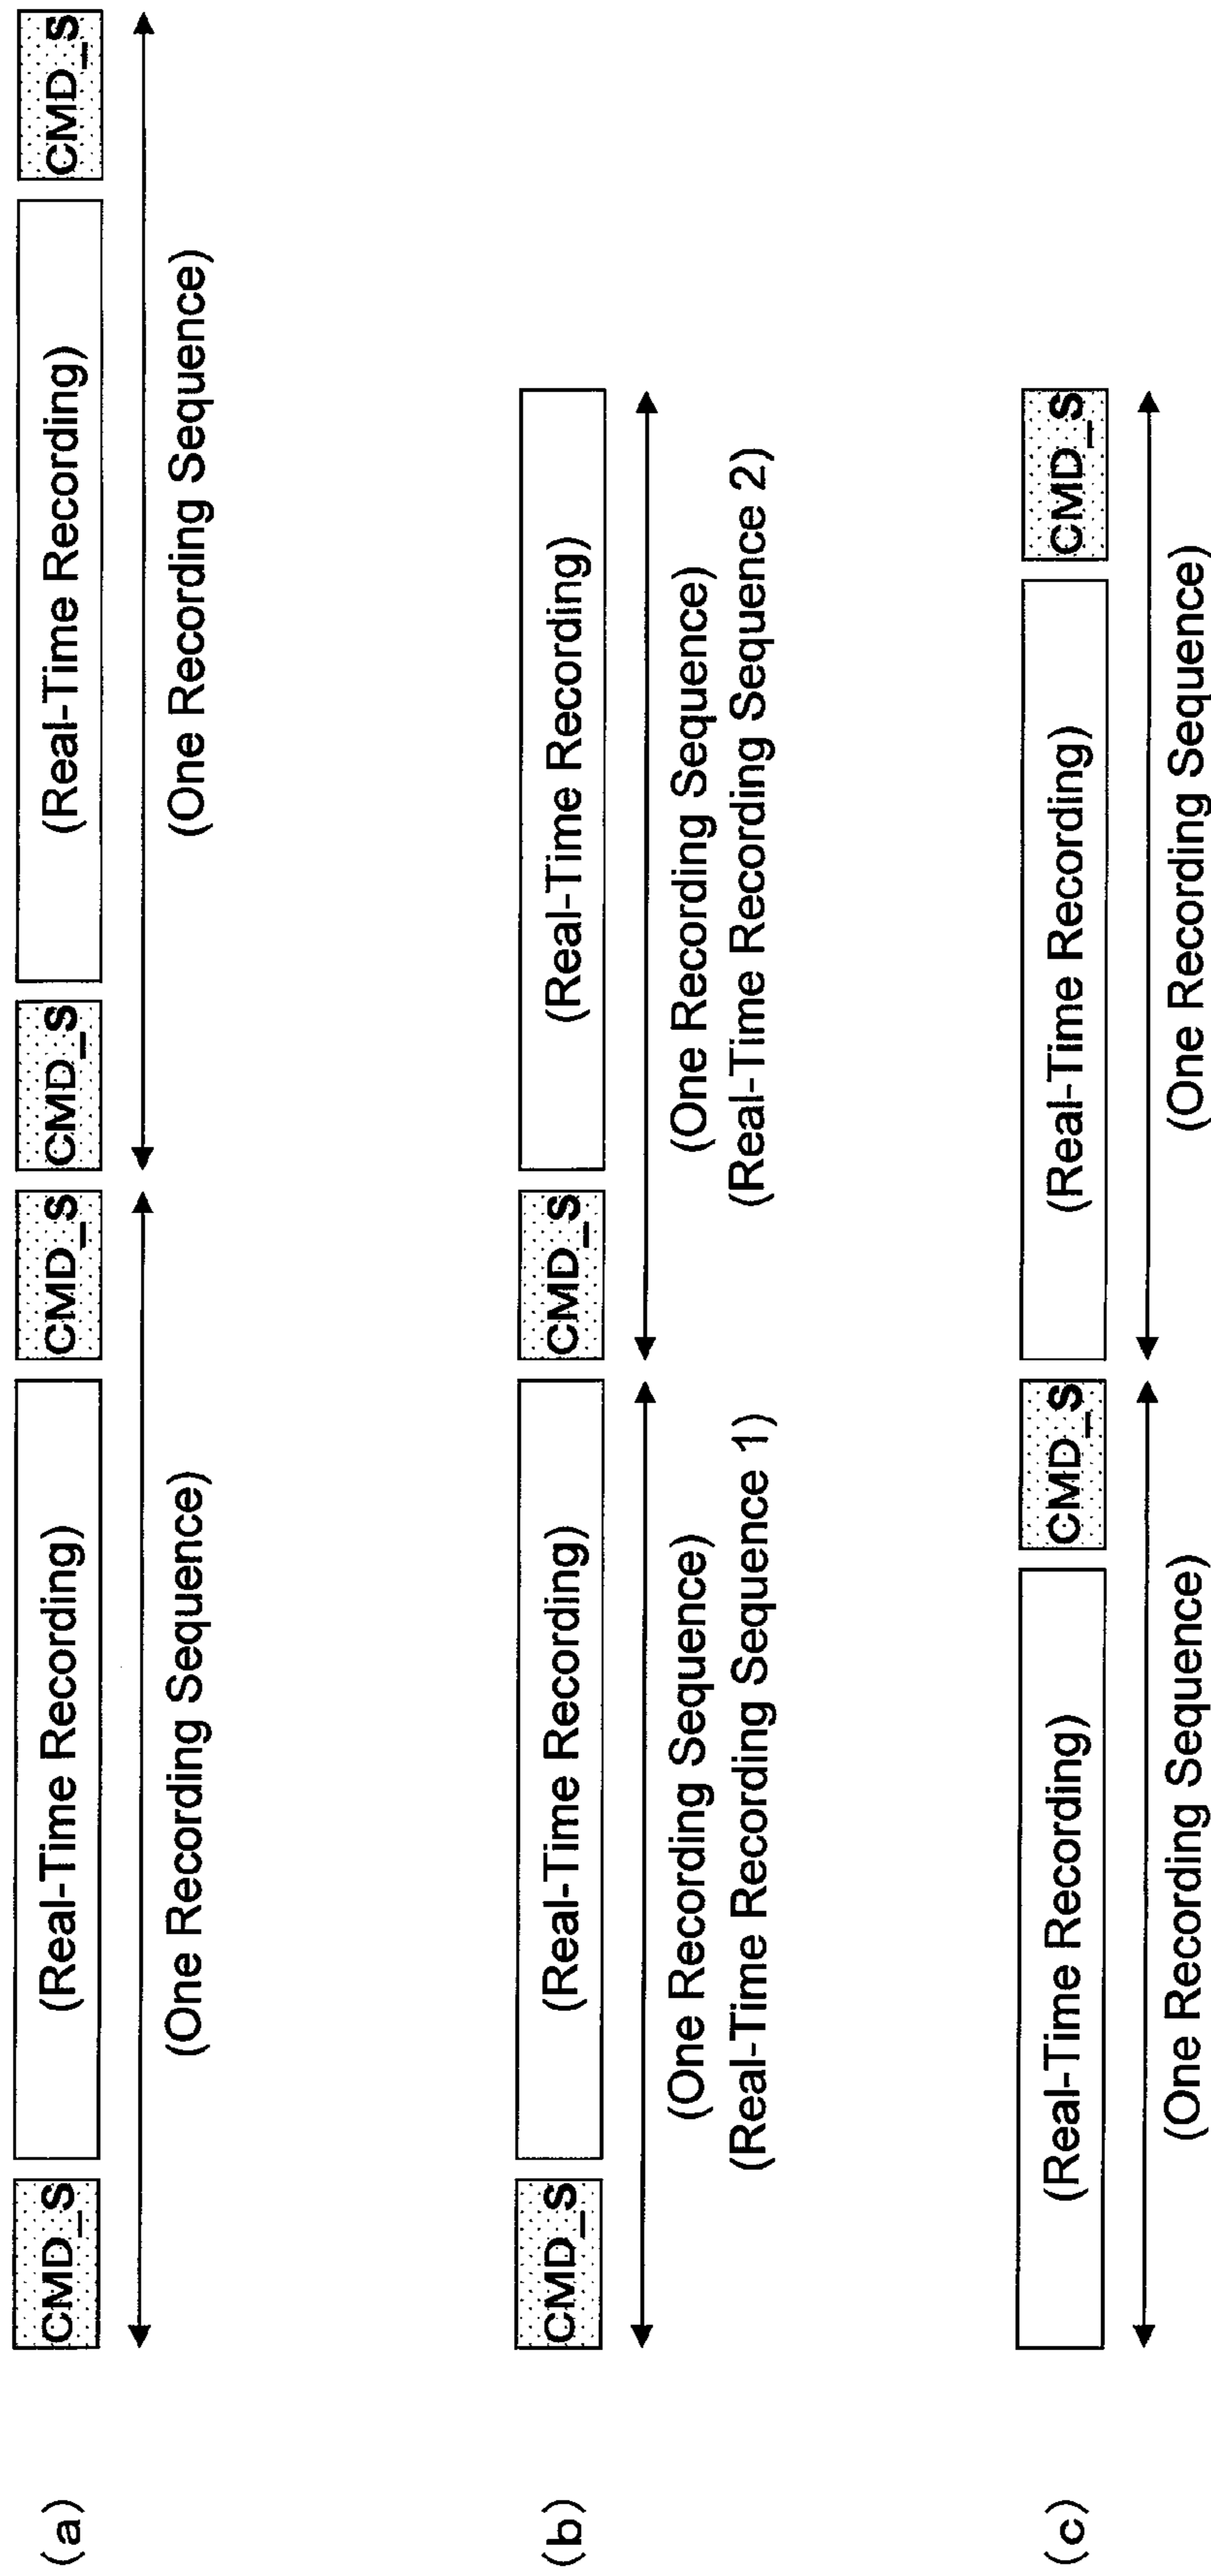 (a)
CMD_S (Real-Time Recording) CMD_S CMD_S (Real-Time Recording) CMD_S
(One Recording Sequence) (One Recording Sequence)
(b)
CMD_S (Real-Time Recording) CMD_S (Real-Time Recording)
(One Recording Sequence) (One Recording Sequence)
(Real-Time Recording Sequence 1) (Real-Time Recording Sequence 2)
(c)
(Real-Time Recording) CMD_S (Real-Time Recording) CMD_S
(One Recording Sequence) (One Recording Sequence)